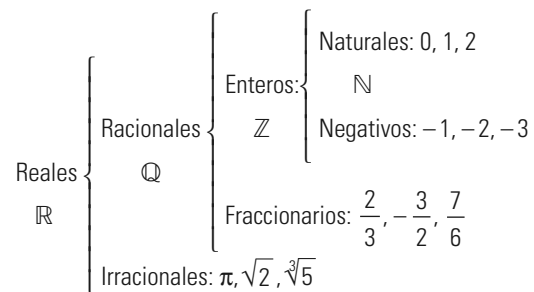 Naturales: 0, 1, 2
Enteros: ℕ
Racionales ℤ Negativos: −1, −2, −3
Reales ℚ
ℝ Fraccionarios: 2/3, −3/2, 7/6
Irracionales: π, √2, ∛5